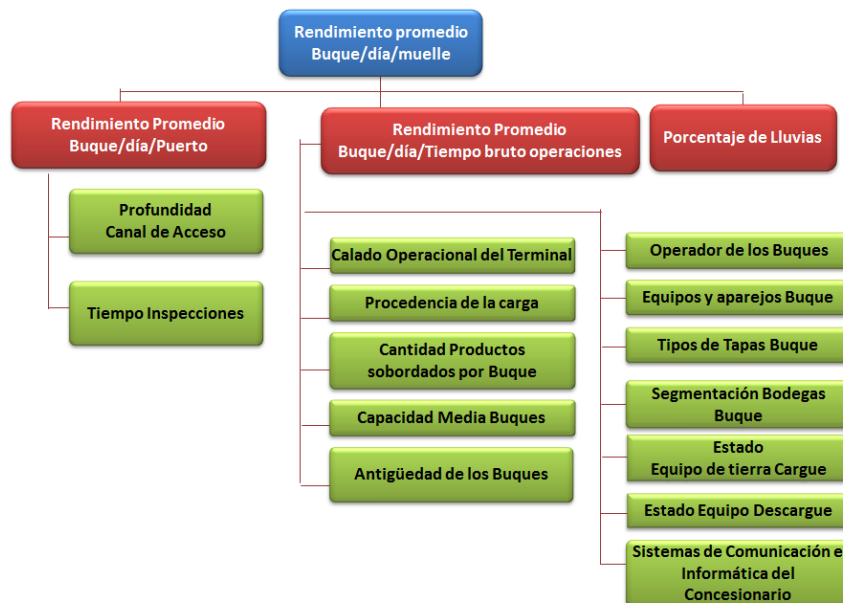 Rendimiento promedio
Buque/día/muelle
Rendimiento Promedio
Buque/día/Puerto
Rendimiento Promedio
Buque/día/Tiempo bruto operaciones
Porcentaje de Lluvias
Profundidad
Canal de Acceso
Tiempo Inspecciones
Calado Operacional del Terminal
Procedencia de la carga
Cantidad Productos
sobordados por Buque
Capacidad Media Buques
Antigüedad de los Buques
Operador de los Buques
Equipos y aparejos Buque
Tipos de Tapas Buque
Segmentación Bodegas
Buque
Estado
Equipo de tierra Cargue
Estado Equipo Descargue
Sistemas de Comunicación e
Informática del
Concesionario